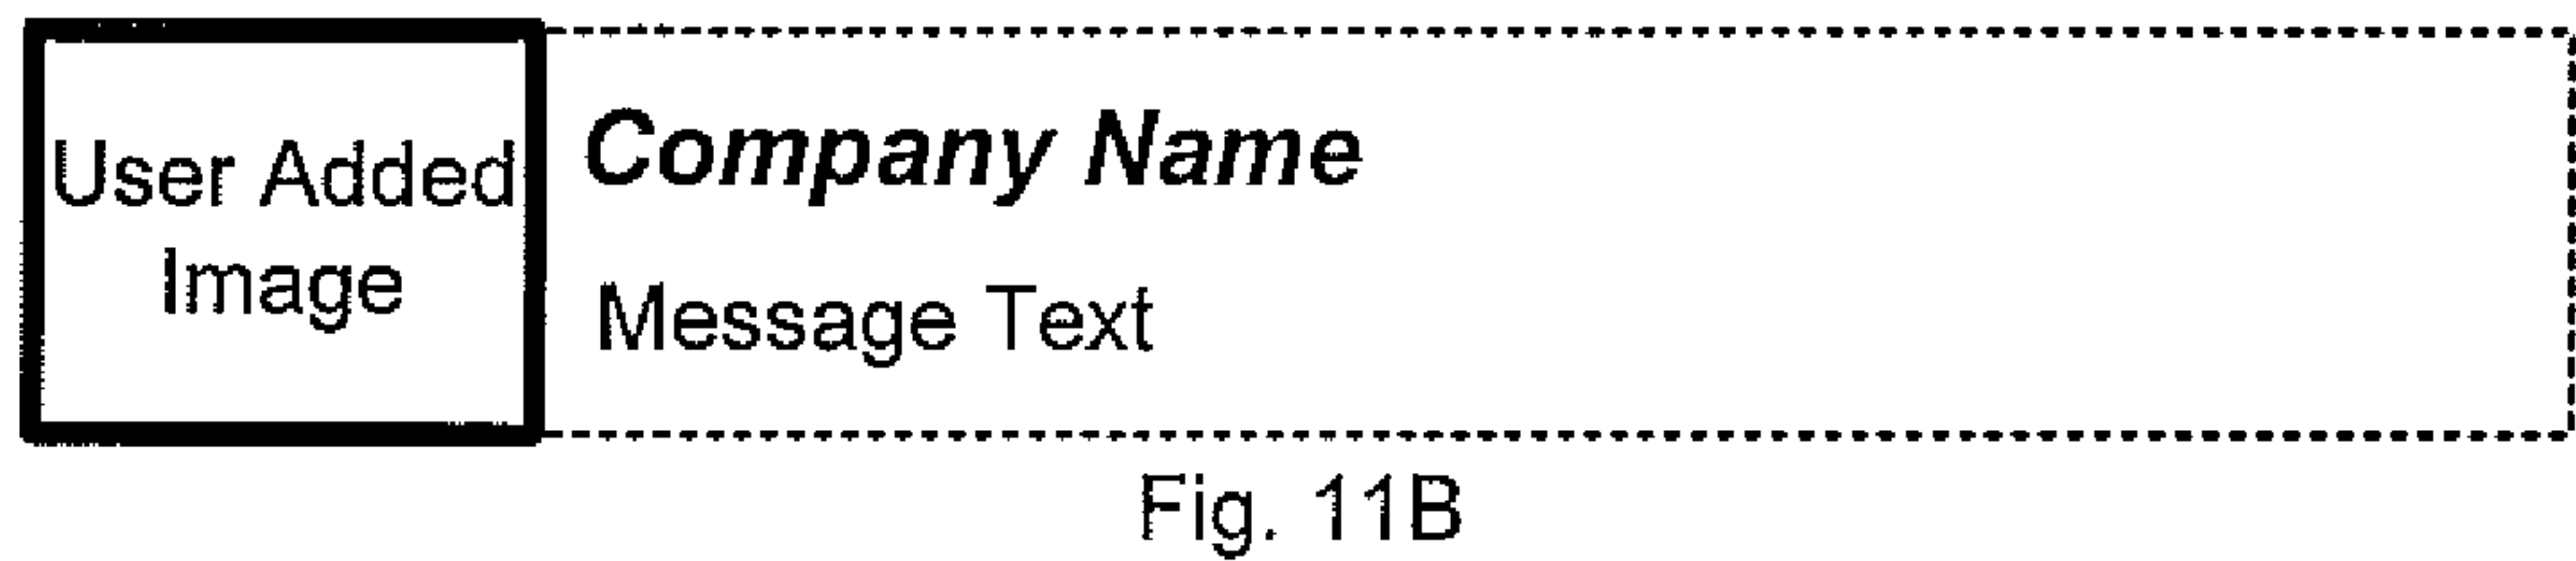 User Added
Image
Company Name
Message Text
Fig. 11B